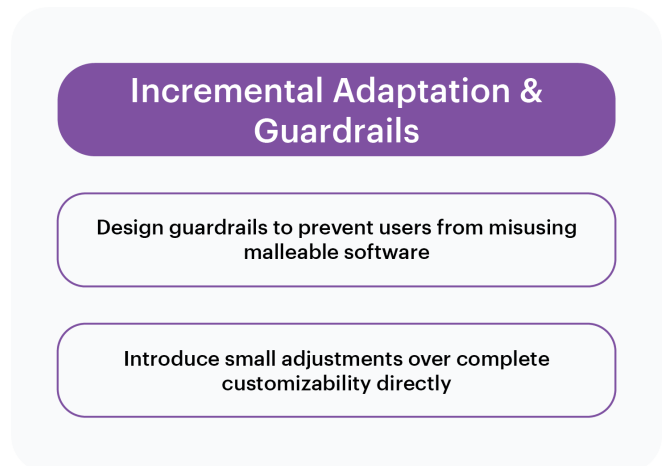 Incremental Adaptation &
Guardrails
Design guardrails to prevent users from misusing
malleable software
Introduce small adjustments over complete
customizability directly